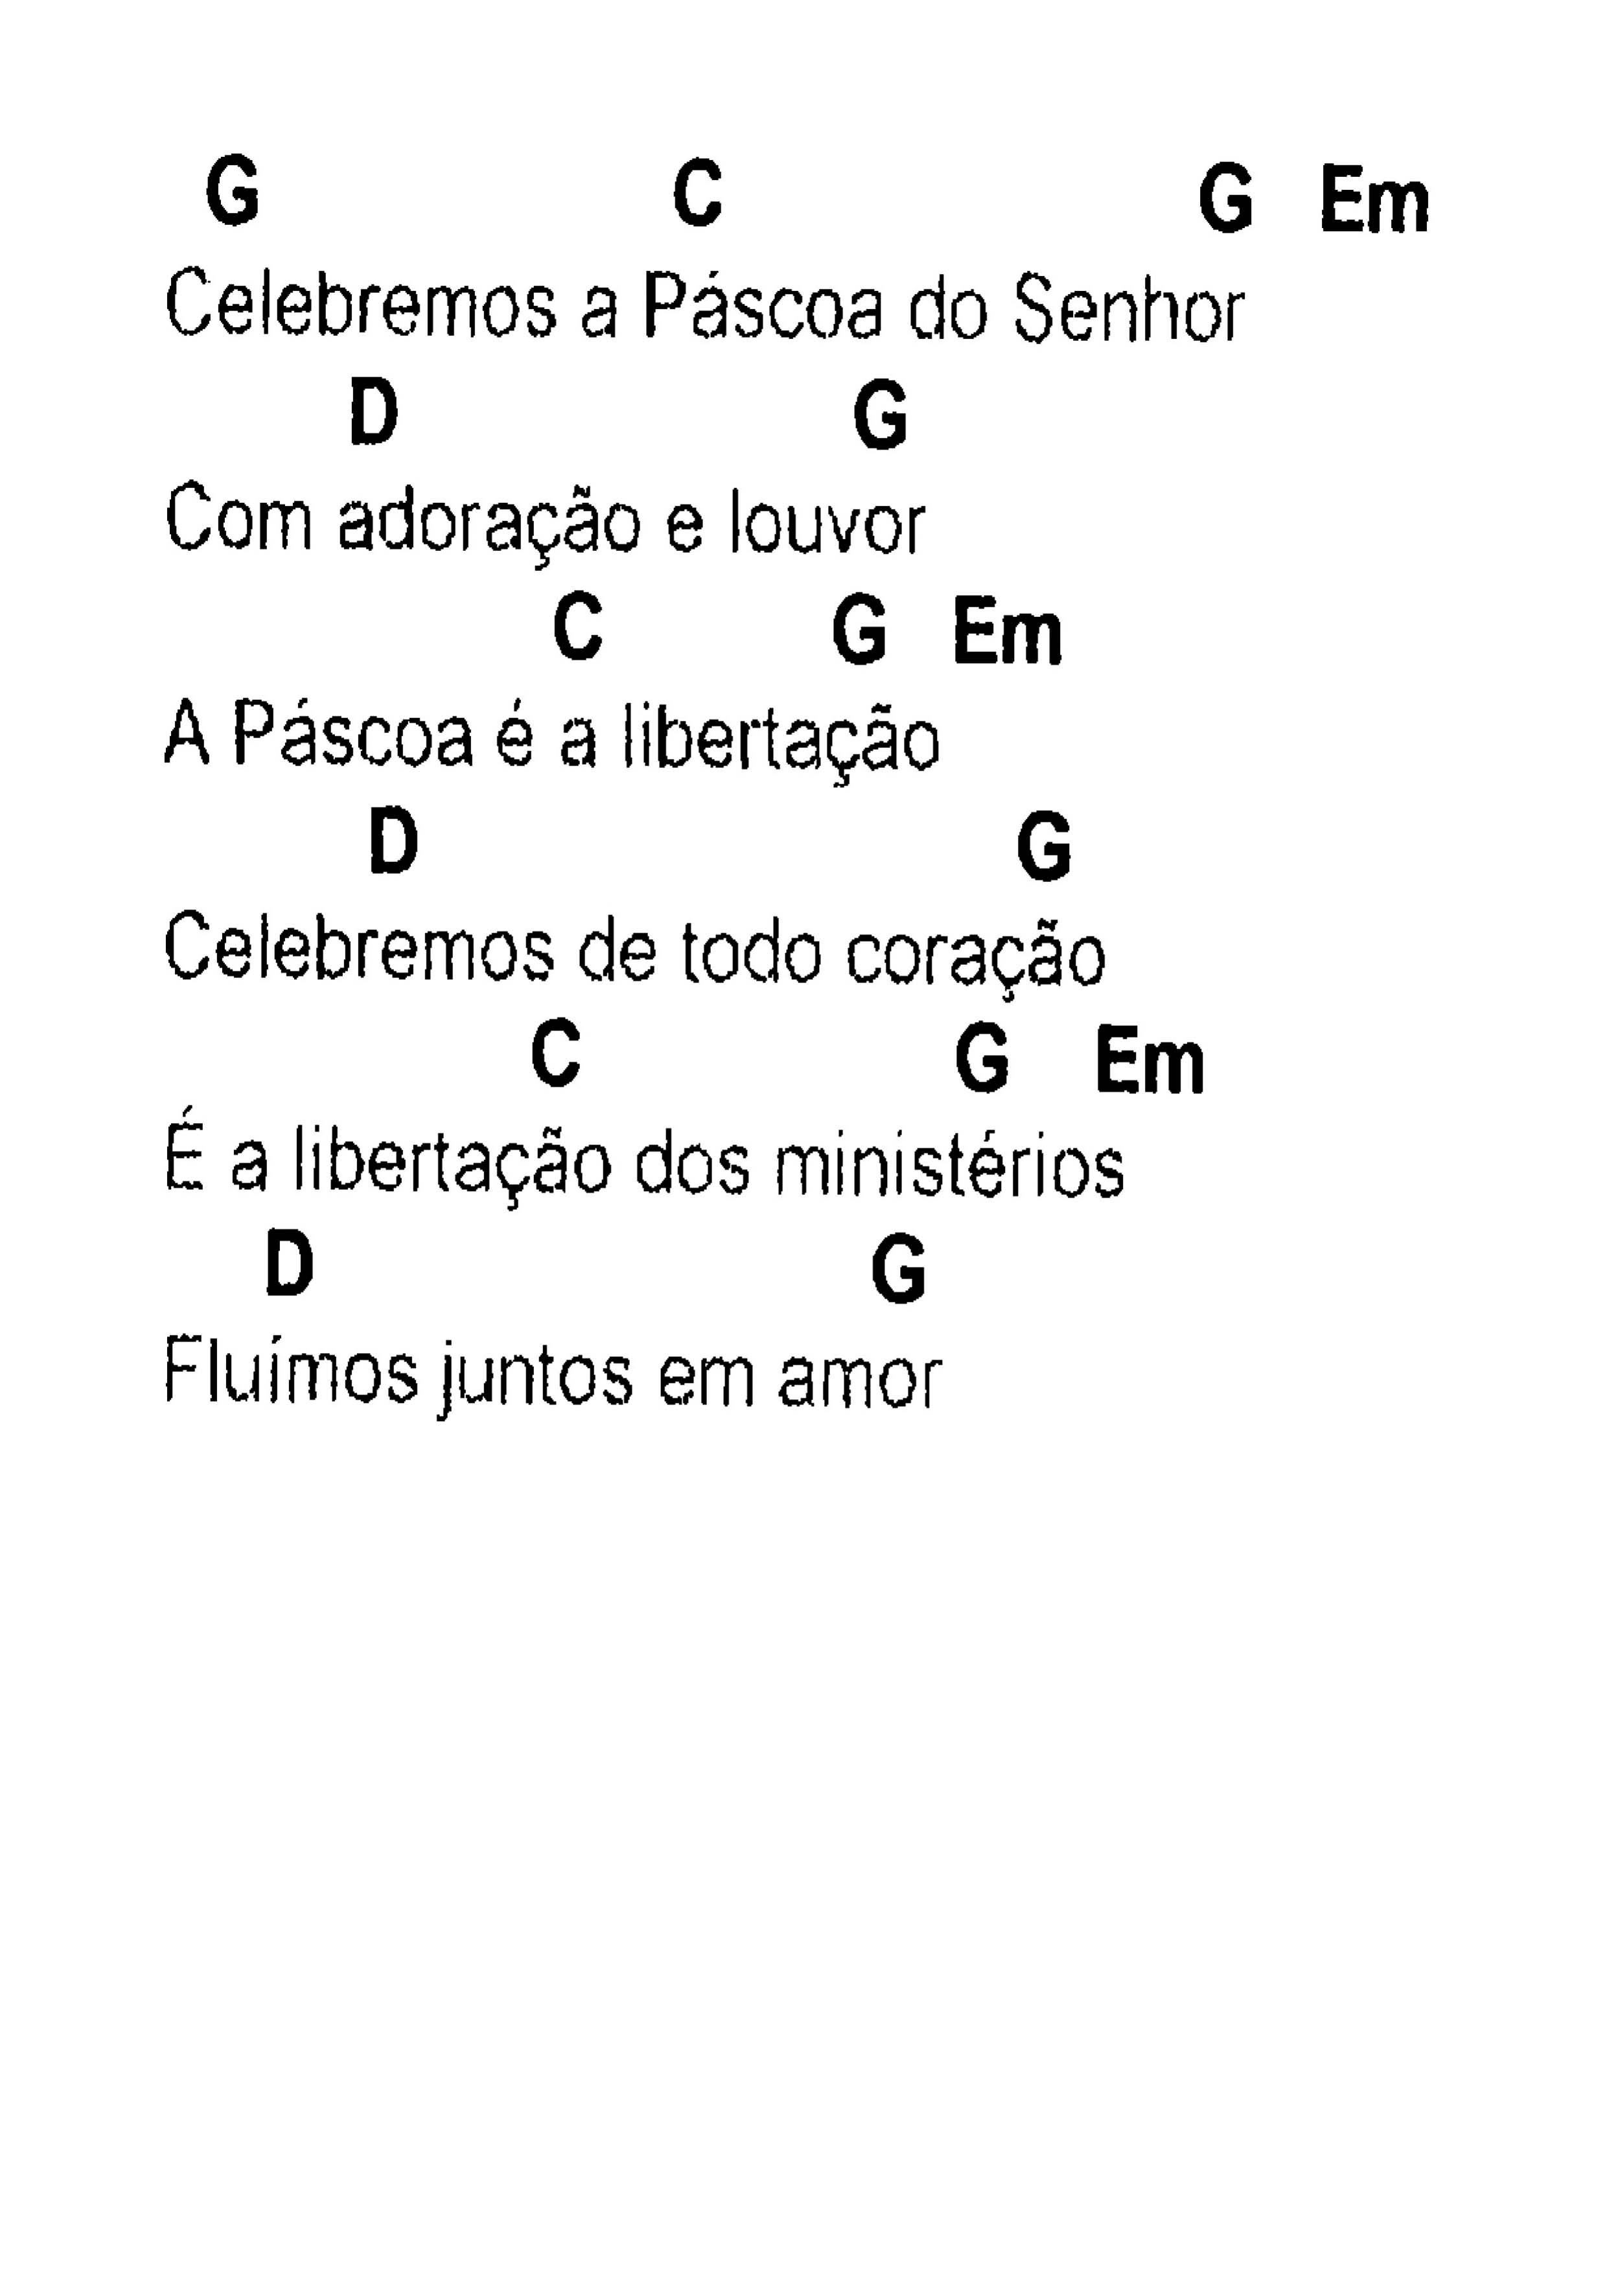 G C G Em
Celebremos a Páscoa do Senhor
D G
Com adoração e louvor
C G Em
A Páscoa é a libertação
D G
Celebremos de todo coração
C G Em
É a libertação dos ministérios
D G
Fluímos juntos em amor